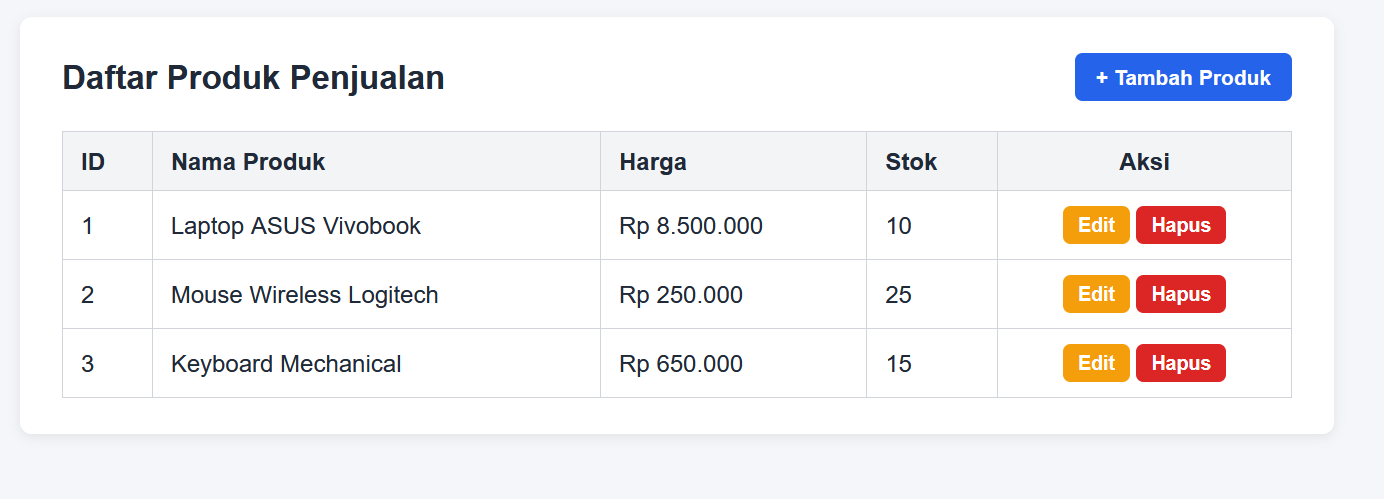 Daftar Produk Penjualan
+ Tambah Produk
ID Nama Produk Harga Stok Aksi
1 Laptop ASUS Vivobook Rp 8.500.000 10 Edit Hapus
2 Mouse Wireless Logitech Rp 250.000 25 Edit Hapus
3 Keyboard Mechanical Rp 650.000 15 Edit Hapus